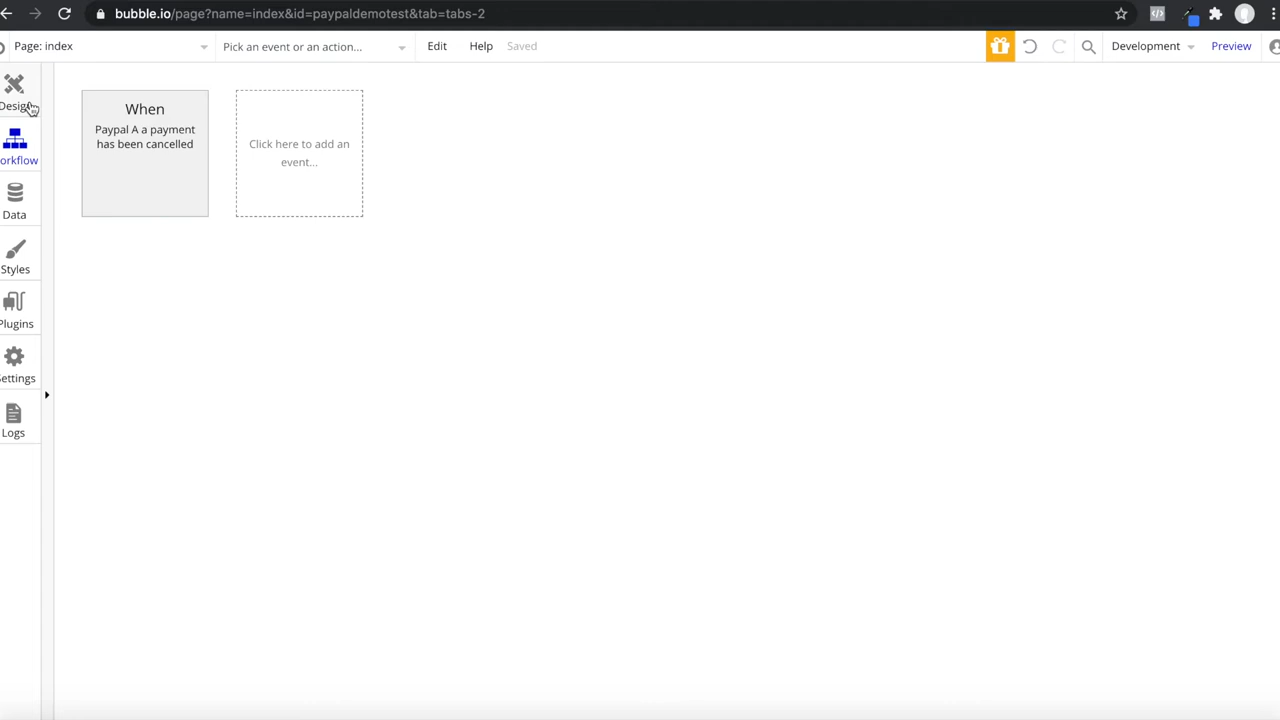 bubble.io/page?name=index&id=paypaldemotest&tab=tabs-2
Page: index
Pick an event or an action...
Edit
Help
Saved
Development
Preview
Design
orkflow
Data
Styles
Plugins
Settings
Logs
When
Paypal A a payment
has been cancelled
Click here to add an
event...